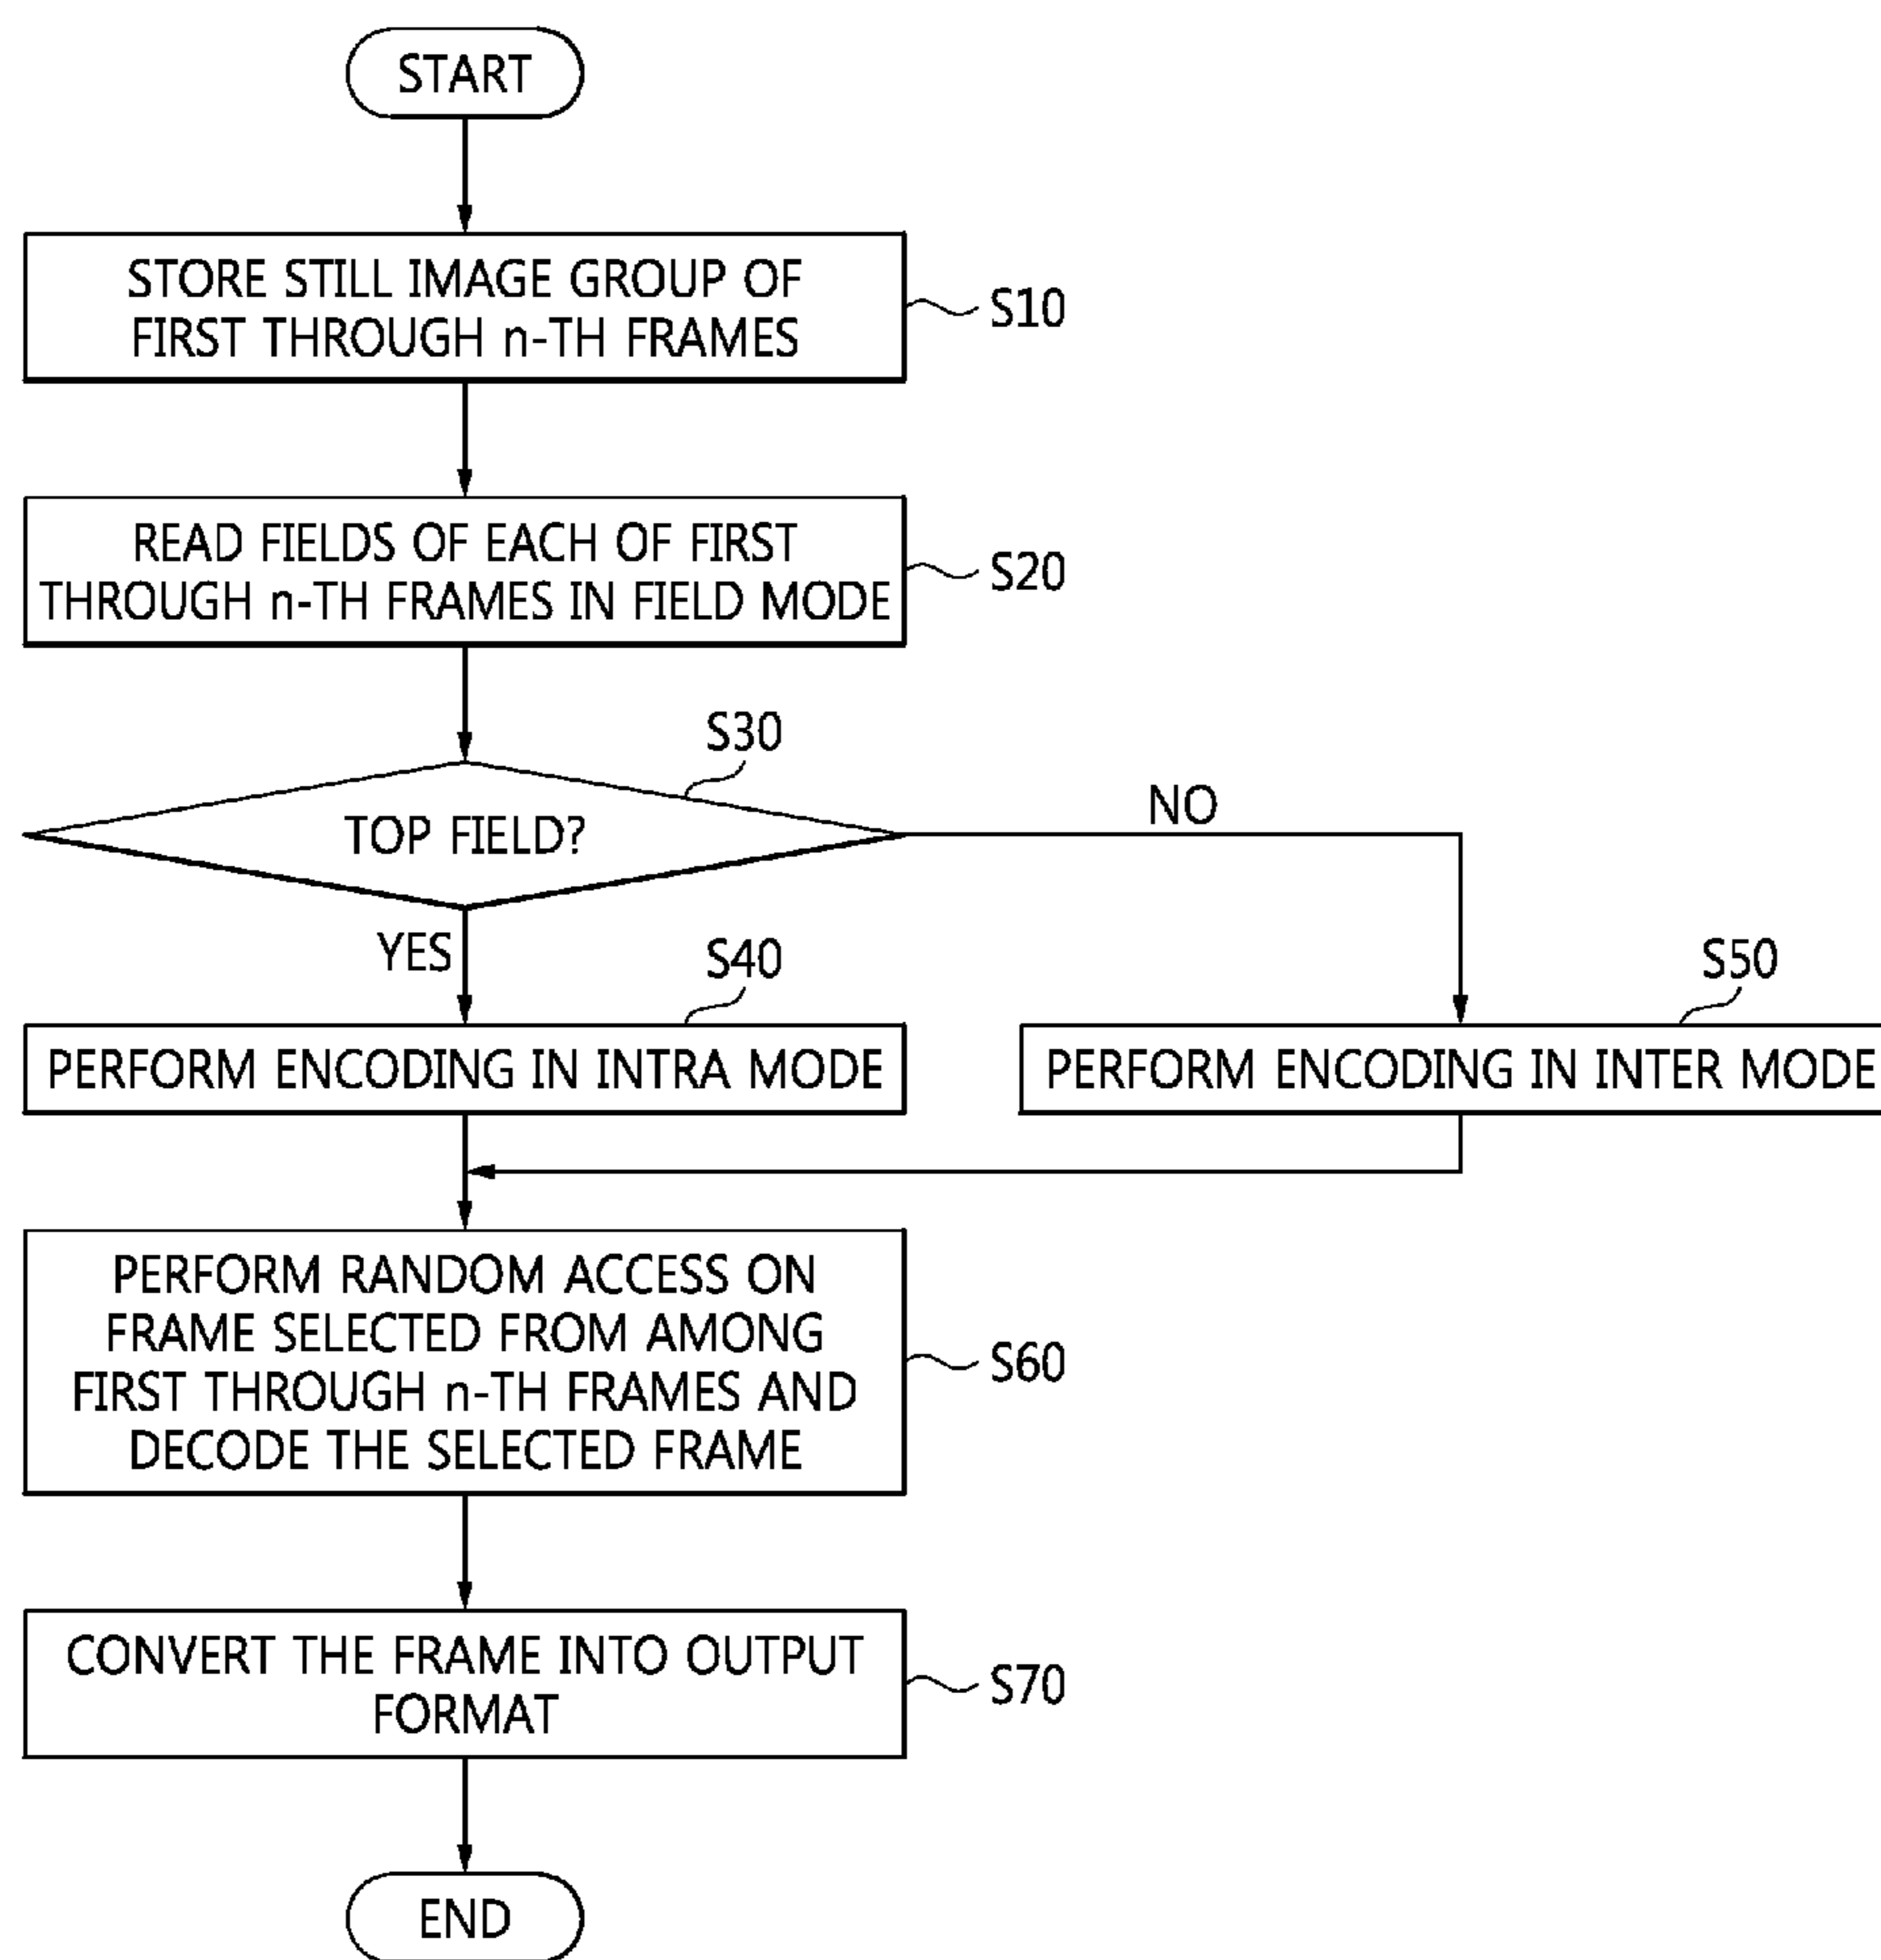 START
STORE STILL IMAGE GROUP OF
FIRST THROUGH n-TH FRAMES
S10
READ FIELDS OF EACH OF FIRST
THROUGH n-TH FRAMES IN FIELD MODE
S20
S30
TOP FIELD?
NO
YES
S40
S50
PERFORM ENCODING IN INTRA MODE
PERFORM ENCODING IN INTER MODE
PERFORM RANDOM ACCESS ON
FRAME SELECTED FROM AMONG
FIRST THROUGH n-TH FRAMES AND
DECODE THE SELECTED FRAME
S60
CONVERT THE FRAME INTO OUTPUT
FORMAT
S70
END